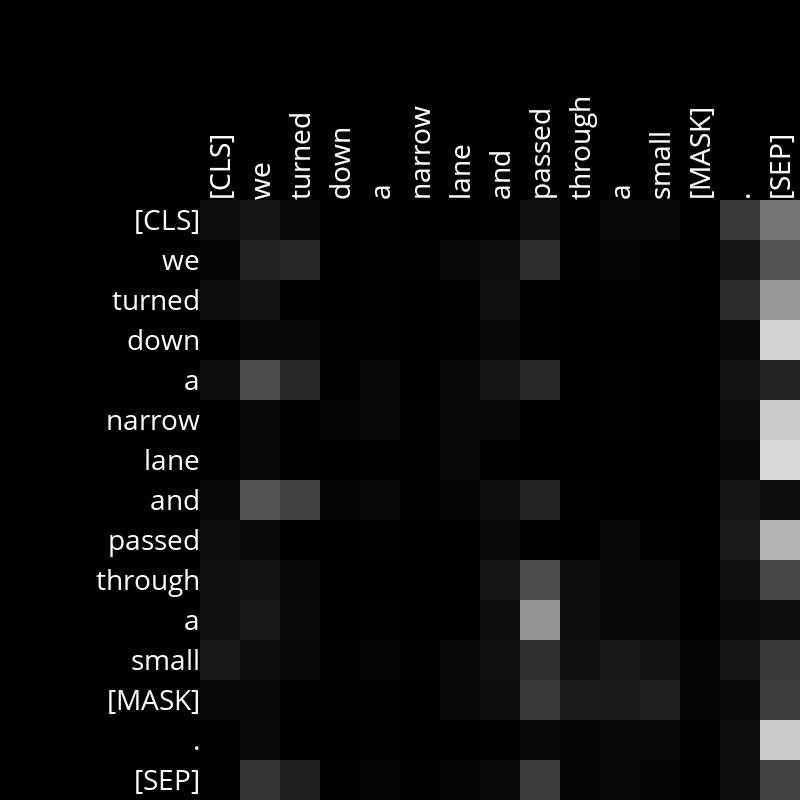 [CLS] we turned down a narrow lane and passed through a small [MASK] . [SEP]
[CLS]
we
turned
down
a
narrow
lane
and
passed
through
a
small
[MASK]
.
[SEP]